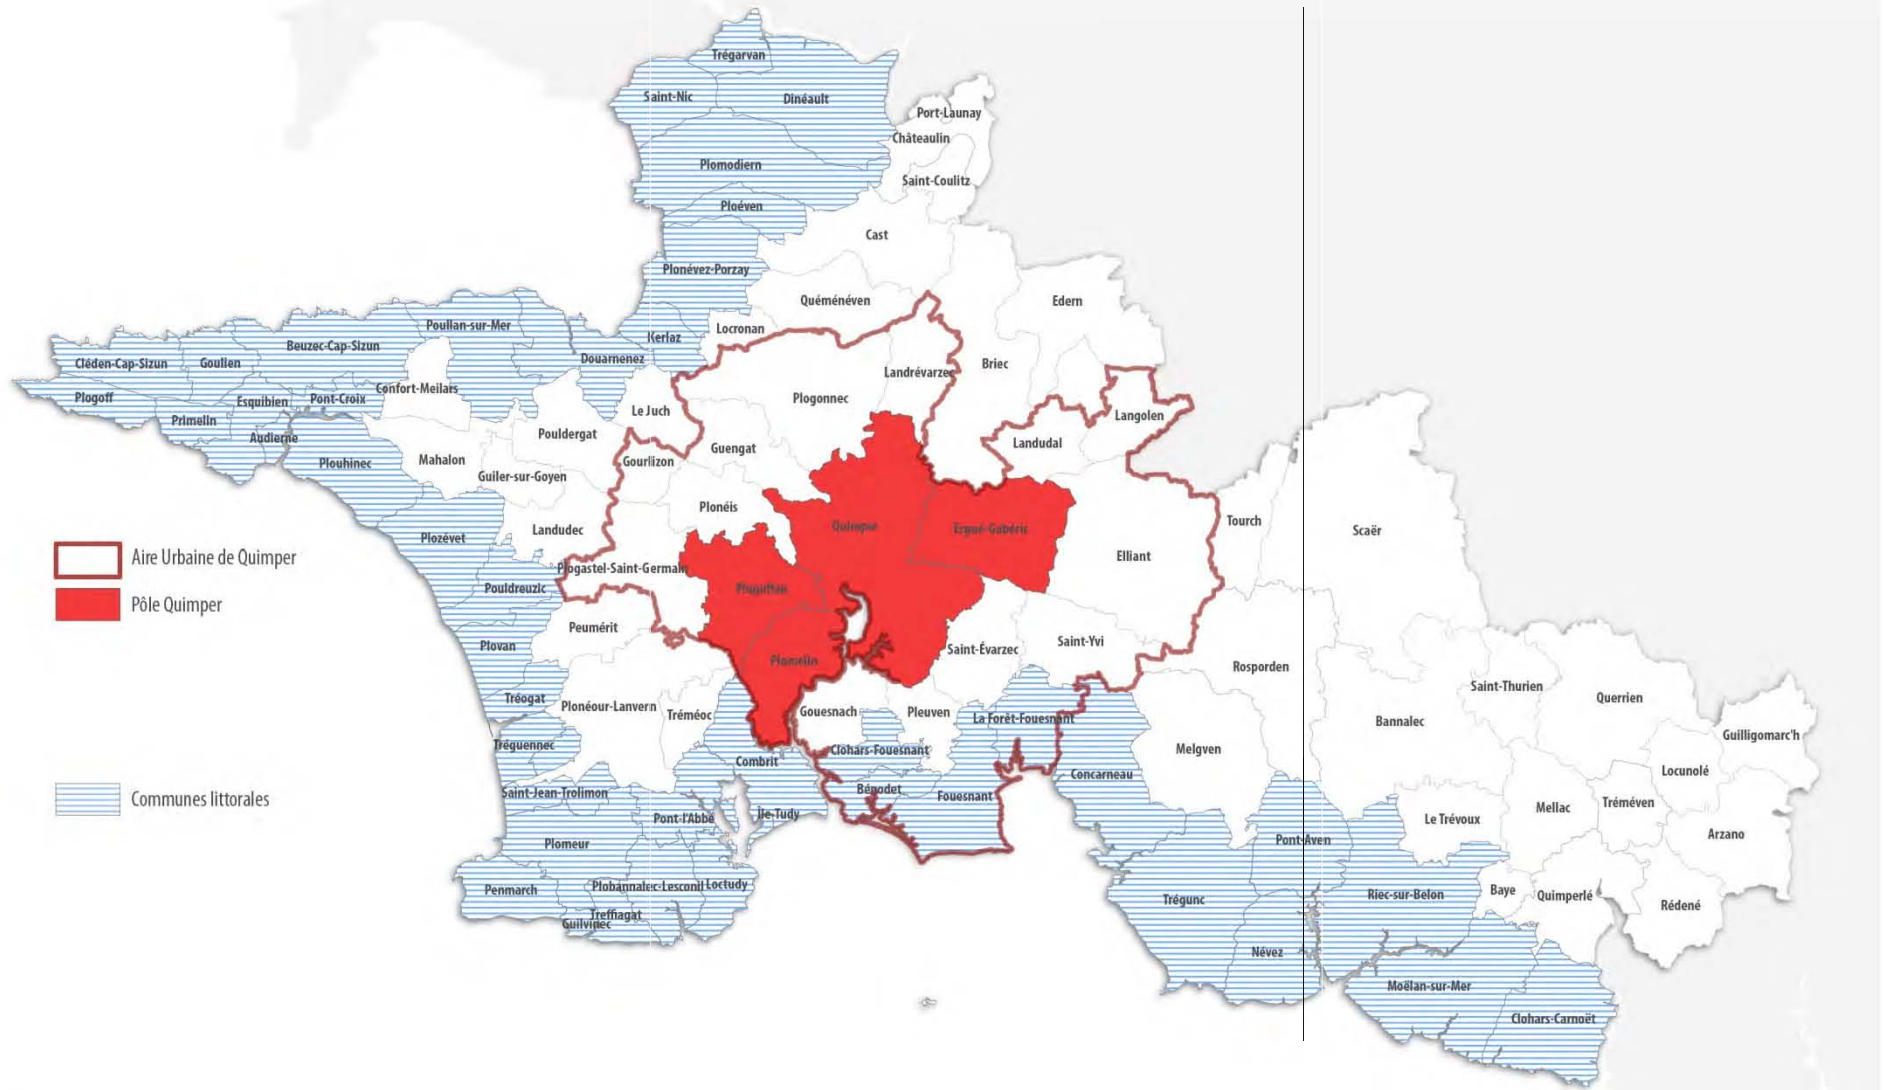 Trégarvan
Saint-Nic
Dinéault
Port-Launay
Châteaulin
Plomodiern
Saint-Coulitz
Ploéven
Cast
Plonévez-Porzay
Quéménéven
Edern
Locronan
Poullan-sur-Mer
Kerlaz
Beuzec-Cap-Sizun
Douarnenez
Cléden-Cap-Sizun
Goulien
Briec
Landrévarzec
Confort-Meilars
Plogoff
Esquibien
Pont-Croix
Plogonnec
Le Juch
Langolen
Primelin
Audierne
Pouldergat
Landudal
Guengat
Plouhinec
Mahalon
Gourlizon
Guiler-sur-Goyen
Plonéis
Tourch
Scaër
Quimper
Ergué-Gabéric
Landudec
Plozévet
Elliant
Aire Urbaine de Quimper
Plogastel-Saint-Germain
Pouldreuzic
Pluguffan
Pôle Quimper
Peumérit
Saint-Yvi
Plovan
Saint-Évarzec
Plomelin
Rosporden
Saint-Thurien
Querrien
Tréogat
Plonéour-Lanvern
Tréméoc
Gouesnach
Pleuven
La Forêt-Fouesnant
Bannalec
Guilligomarc'h
Tréguennec
Clohars-Fouesnant
Melgven
Combrit
Concarneau
Locunolé
Communes littorales
Saint-Jean-Trolimon
Bénodet
Fouesnant
Mellac
Tréméven
Pont-l'Abbé
Île-Tudy
Le Trévoux
Arzano
Plomeur
Pont-Aven
Penmarch
Plobannalec-Lesconil
Loctudy
Trégunc
Riec-sur-Belon
Baye
Quimperlé
Rédené
Treffiagat
Guilvinec
Névez
Moëlan-sur-Mer
Clohars-Carnoët